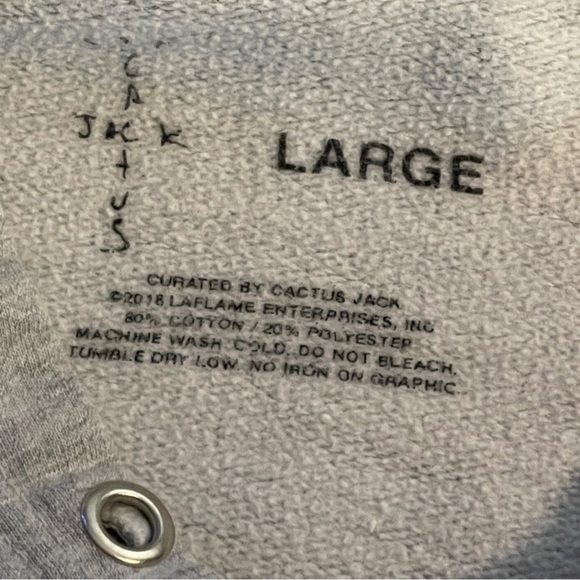 C
A
JACK
T
U
S
LARGE
CURATED BY CACTUS JACK
©2018 LAFLAME ENTERPRISES, INC
80% COTTON / 20% POLYESTER
MACHINE WASH COLD. DO NOT BLEACH.
TUMBLE DRY LOW. NO IRON ON GRAPHIC.